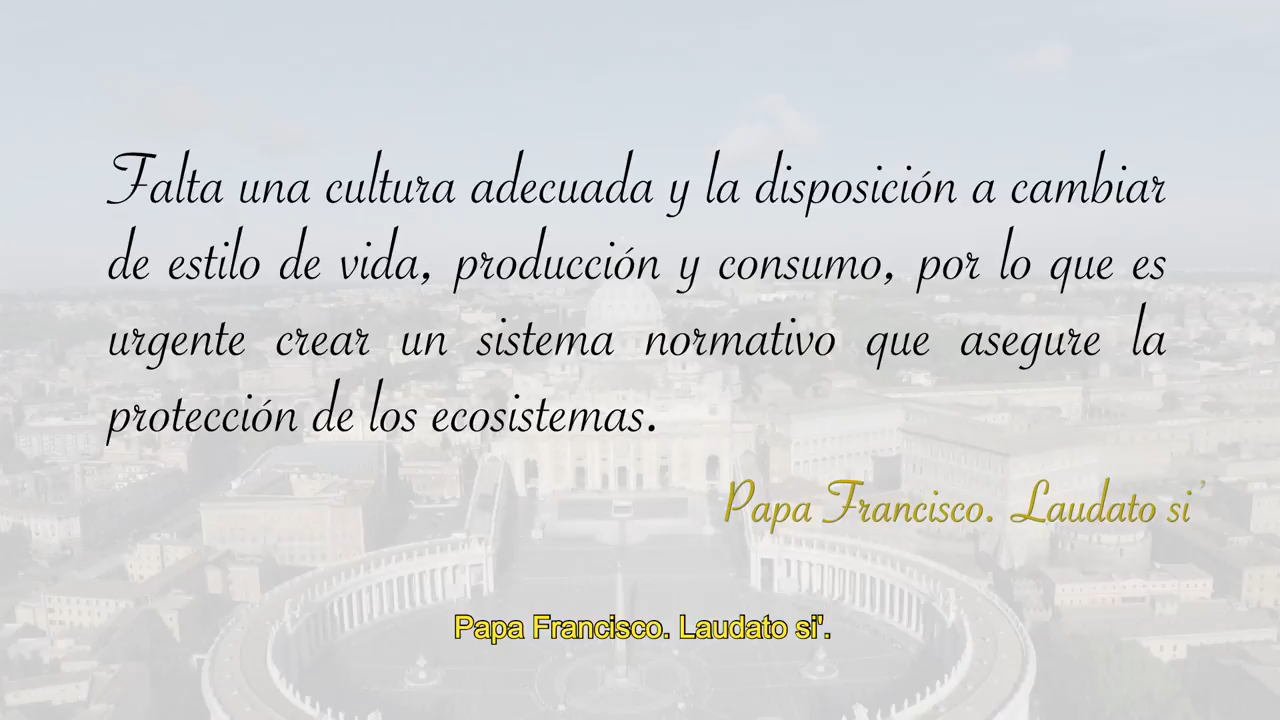 Falta una cultura adecuada y la disposición a cambiar
de estilo de vida, producción y consumo, por lo que es
urgente crear un sistema normativo que asegure la
protección de los ecosistemas.
Papa Francisco. Laudato si'
Papa Francisco. Laudato si'.